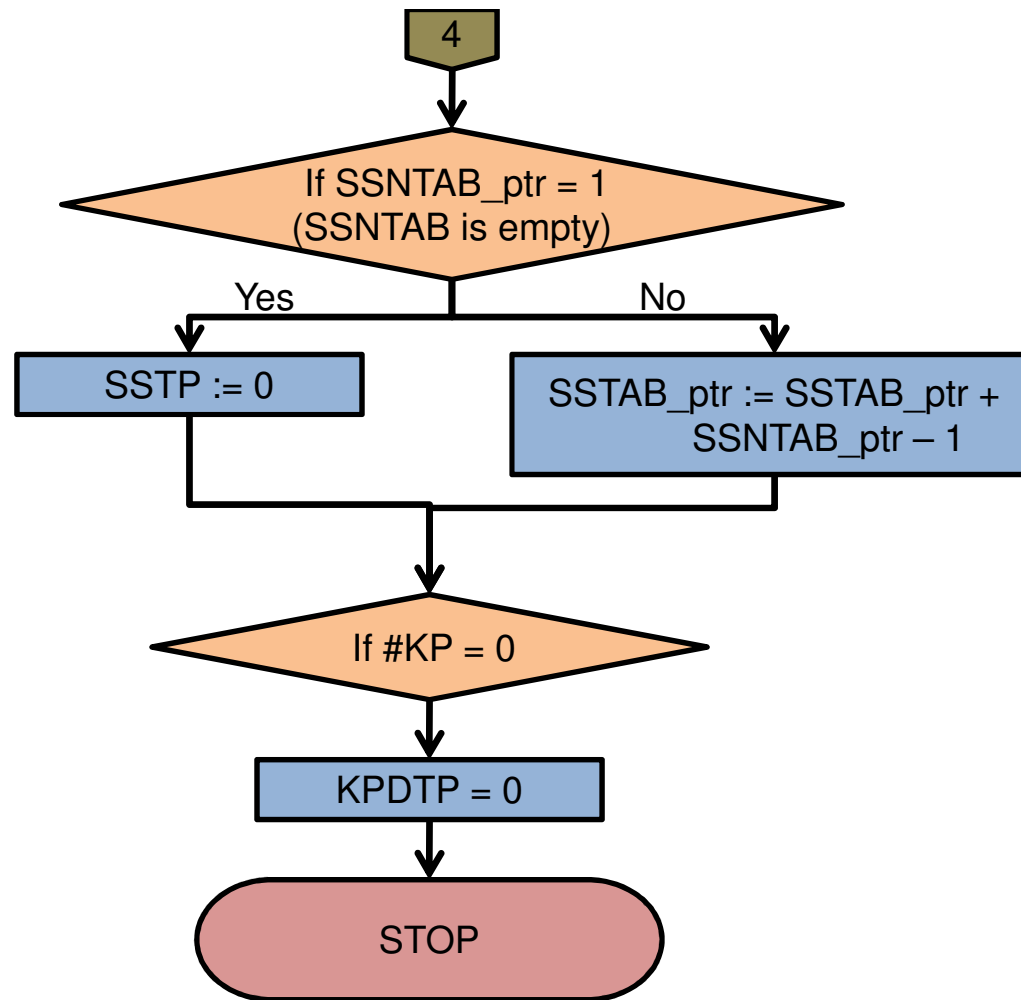 4
If SSNTAB_ptr = 1
(SSNTAB is empty)
Yes
No
SSTP := 0
SSTAB_ptr := SSTAB_ptr +
SSNTAB_ptr – 1
If #KP = 0
KPDTP = 0
STOP